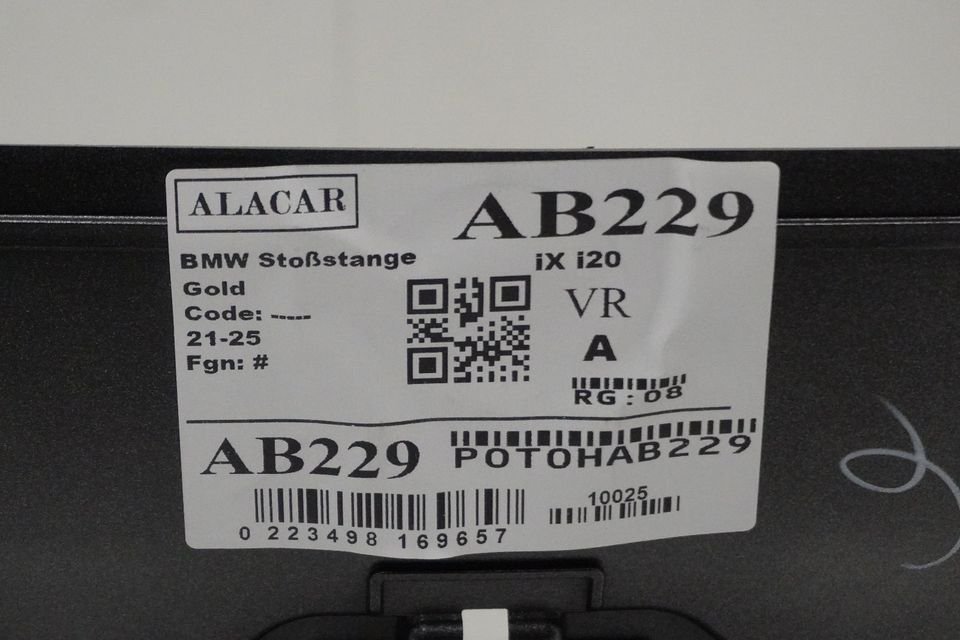 ALACAR
AB229
BMW Stoßstange
iX i20
Gold
VR
Code: -----
21-25
A
Fgn: #
RG : 08
AB229
POTOHAB229
10025
0 223498 169657